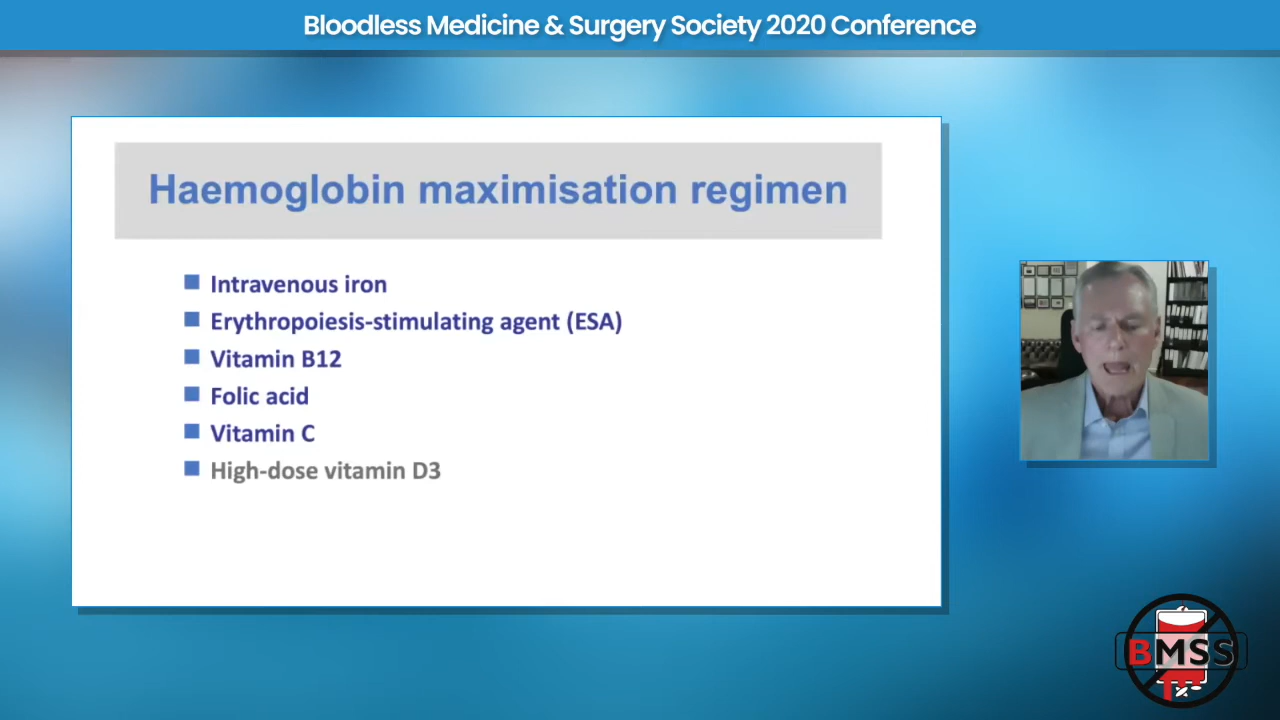 Bloodless Medicine & Surgery Society 2020 Conference
Haemoglobin maximisation regimen
Intravenous iron
Erythropoiesis-stimulating agent (ESA)
Vitamin B12
Folic acid
Vitamin C
High-dose vitamin D3
BMSS